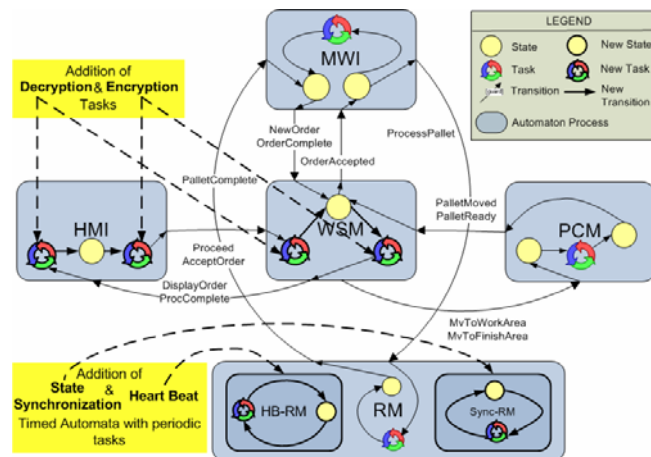 LEGEND
State
New State
Task
New Task
Transition
New
Transition
Automaton Process
MWI
Addition of
Decryption & Encryption
Tasks
NewOrder
OrderComplete
ProcessPallet
OrderAccepted
PalletComplete
PalletMoved
PalletReady
HMI
WSM
PCM
Proceed
AcceptOrder
DisplayOrder
ProcComplete
MvToWorkArea
MvToFinishArea
Addition of
State
& Heart Beat
Synchronization
Timed Automata with periodic
tasks
HB-RM
RM
Sync-RM